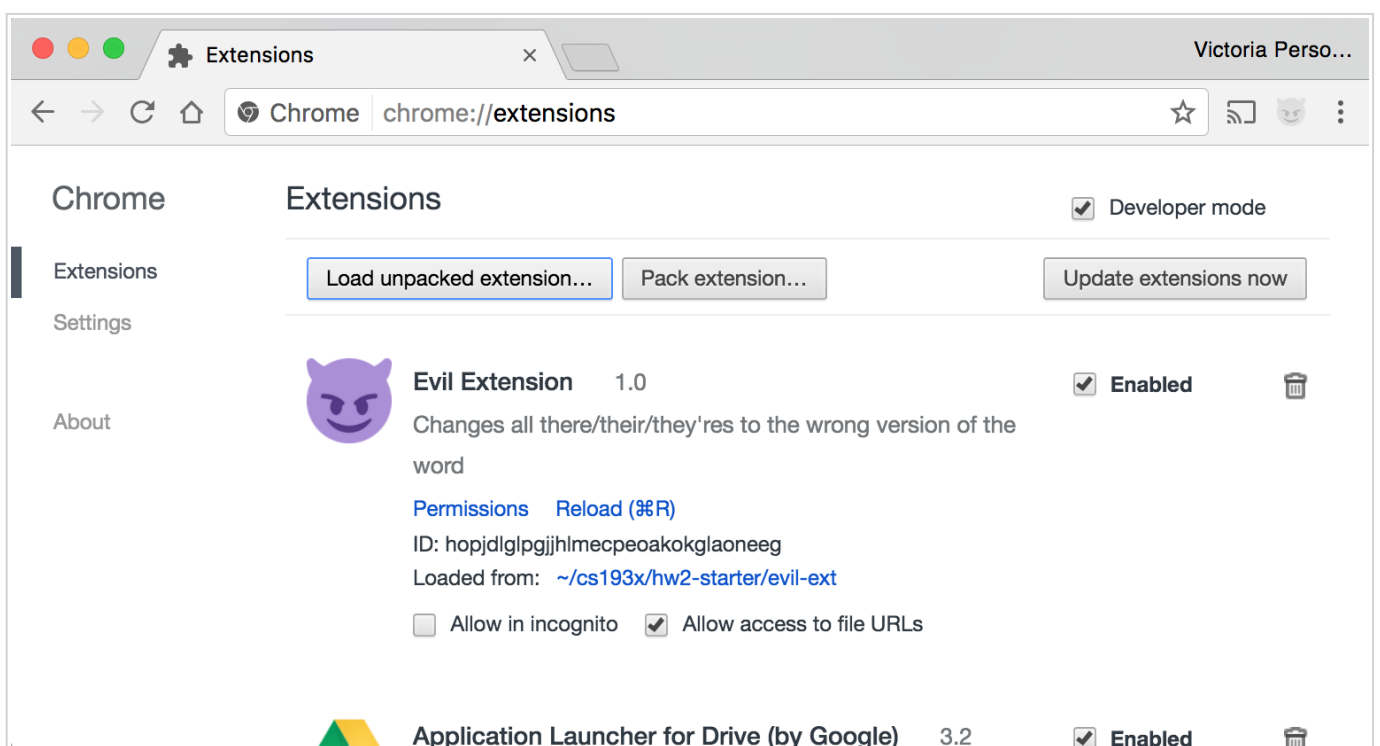 Extensions
Victoria Perso...
Chrome chrome://extensions
Chrome
Extensions
Developer mode
Extensions
Load unpacked extension...
Pack extension...
Update extensions now
Settings
Evil Extension 1.0
Enabled
About
Changes all there/their/they'res to the wrong version of the
word
Permissions Reload (⌘R)
ID: hopjdlglpgjjhlmecpeoakokglaoneeg
Loaded from: ~/cs193x/hw2-starter/evil-ext
Allow in incognito Allow access to file URLs
Application Launcher for Drive (by Google) 3.2
Enabled